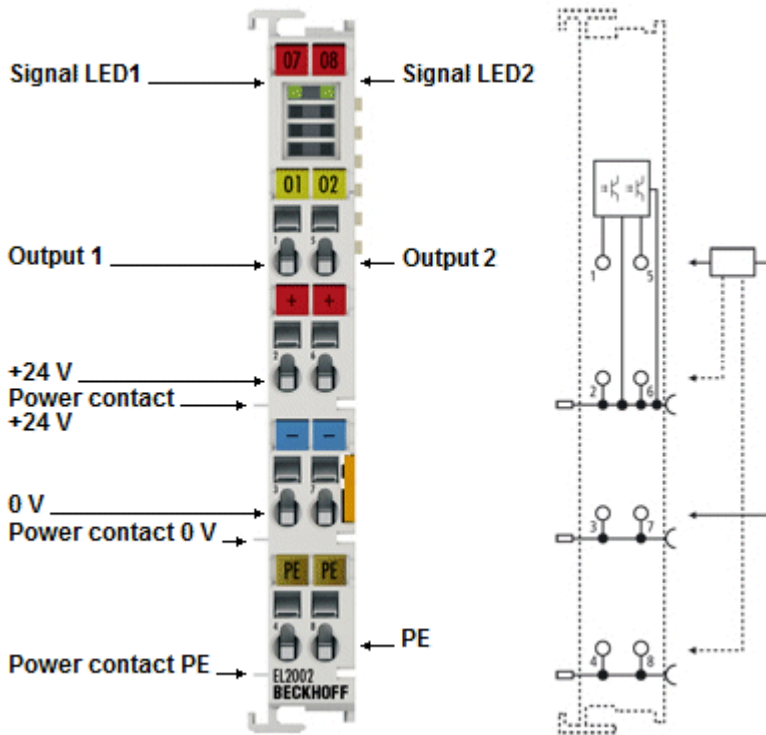 07 08
Signal LED1
Signal LED2
01 02
1 5
Output 1
Output 2
1 5
+ +
2 6
+24 V
Power contact
+24 V
2 6
- -
3 7
0 V
Power contact 0 V
3 7
PE PE
4 8
PE
Power contact PE
4 8
EL2002
BECKHOFF